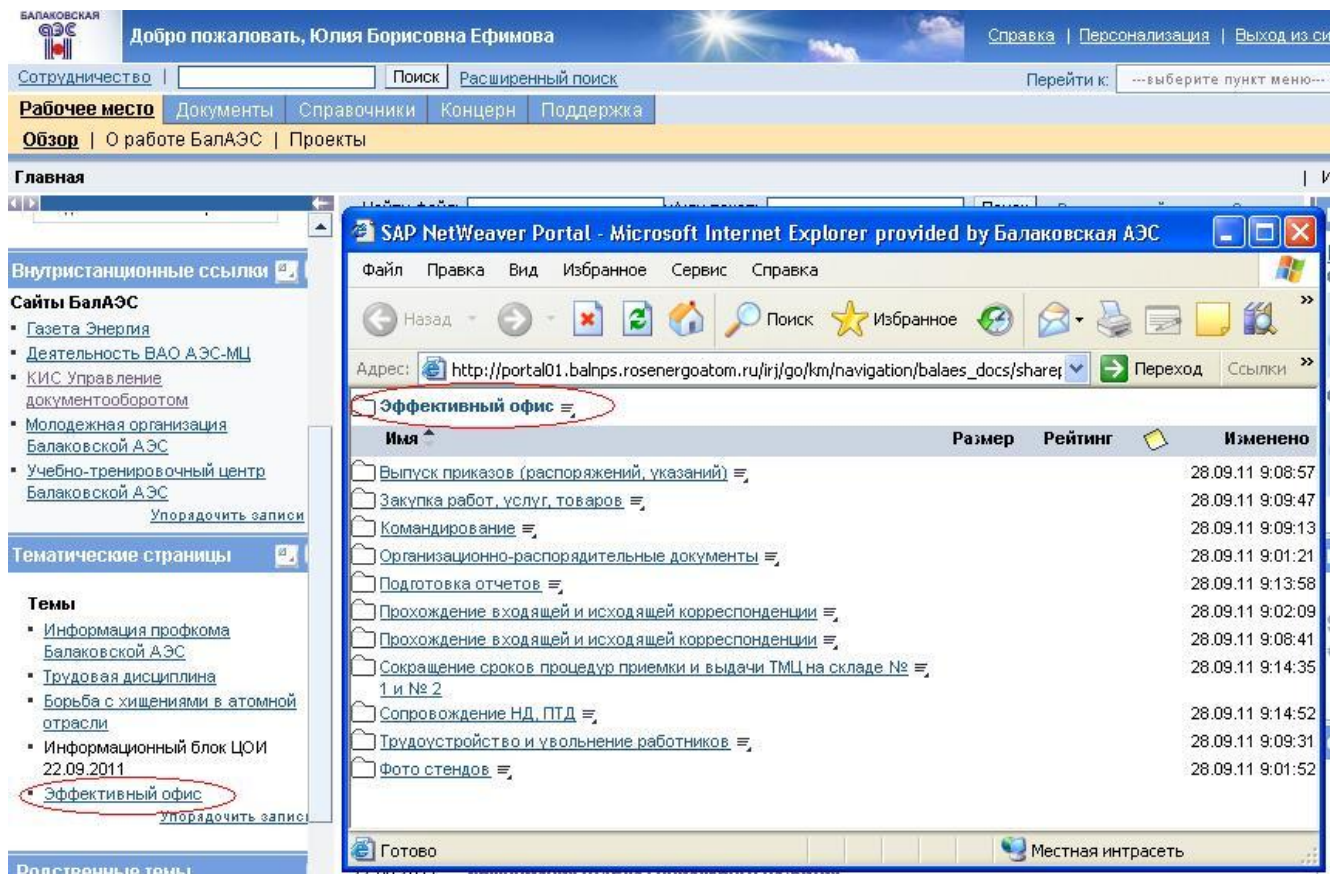 БАЛАКОВСКАЯ
АЭС
Добро пожаловать, Юлия Борисовна Ефимова
Справка | Персонализация | Выход из си
Сотрудничество |
Поиск
Расширенный поиск
Перейти к:
---выберите пункт меню---
Рабочее место
Документы
Справочники
Концерн
Поддержка
Обзор | О работе БалАЭС | Проекты
Главная
Внутристанционные ссылки
Сайты БалАЭС
Газета Энергия
Деятельность ВАО АЭС-МЦ
КИС Управление
документооборотом
Молодежная организация
Балаковской АЭС
Учебно-тренировочный центр
Балаковской АЭС
Упорядочить записи
Тематические страницы
Темы
Информация профкома
Балаковской АЭС
Трудовая дисциплина
Борьба с хищениями в атомной
отрасли
Информационный блок ЦОИ
22.09.2011
Эффективный офис
Упорядочить запис
Родственные темы
SAP NetWeaver Portal - Microsoft Internet Explorer provided by Балаковская АЭС
Файл Правка Вид Избранное Сервис Справка
Назад Поиск Избранное
Адрес: http://portal01.balnps.rosenergoatom.ru/irj/go/km/navigation/balaes_docs/sharep Переход Ссылки
Эффективный офис
Имя Размер Рейтинг Изменено
Выпуск приказов (распоряжений, указаний) 28.09.11 9:08:57
Закупка работ, услуг, товаров 28.09.11 9:09:47
Командирование 28.09.11 9:09:13
Организационно-распорядительные документы 28.09.11 9:01:21
Подготовка отчетов 28.09.11 9:13:58
Прохождение входящей и исходящей корреспонденции 28.09.11 9:02:09
Прохождение входящей и исходящей корреспонденции 28.09.11 9:08:41
Сокращение сроков процедур приемки и выдачи ТМЦ на складе № 28.09.11 9:14:35
1 и № 2
Сопровождение НД, ПТД 28.09.11 9:14:52
Трудоустройство и увольнение работников 28.09.11 9:09:31
Фото стендов 28.09.11 9:01:52
Готово
Местная интрасеть